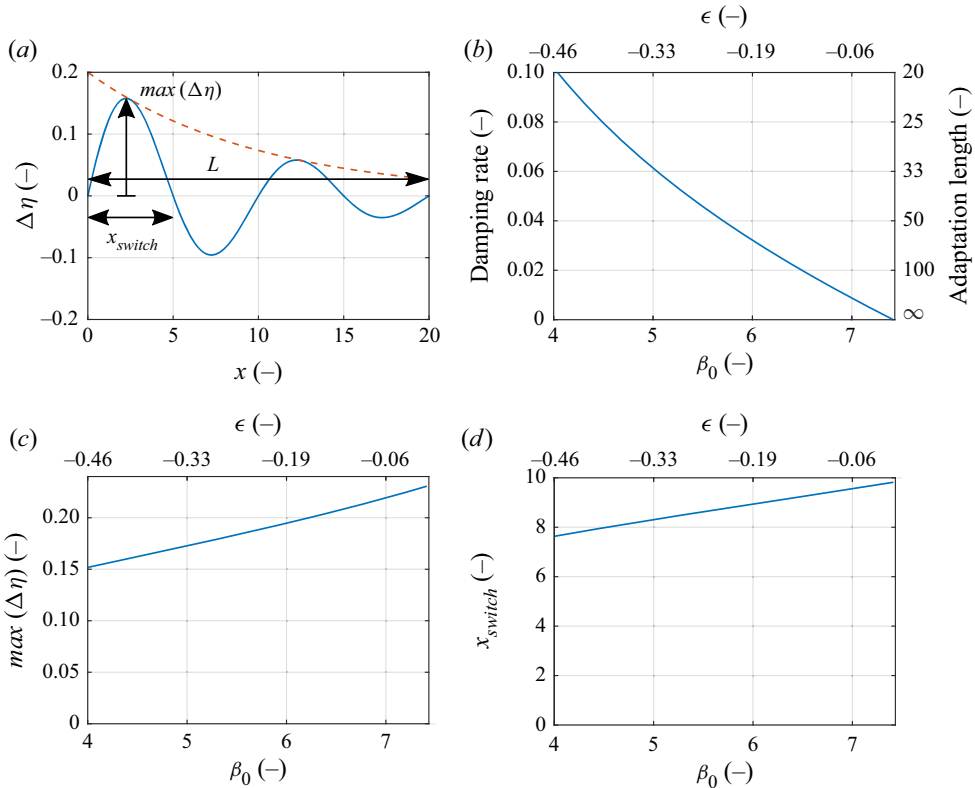 (a)
0.2
0.1
0
−0.1
−0.2
Δη (–)
max (Δη)
L
x_switch
0 5 10 15 20
x (–)
(b)
ϵ (–)
−0.46 −0.33 −0.19 −0.06
0.10
0.08
0.06
0.04
0.02
0
Damping rate (–)
20
25
33
50
100
∞
Adaptation length (–)
4 5 6 7
β0 (–)
(c)
ϵ (–)
−0.46 −0.33 −0.19 −0.06
0.20
0.15
0.10
0.05
0
max (Δη) (–)
4 5 6 7
β0 (–)
(d)
ϵ (–)
−0.46 −0.33 −0.19 −0.06
10
8
6
4
2
0
x_switch (–)
4 5 6 7
β0 (–)